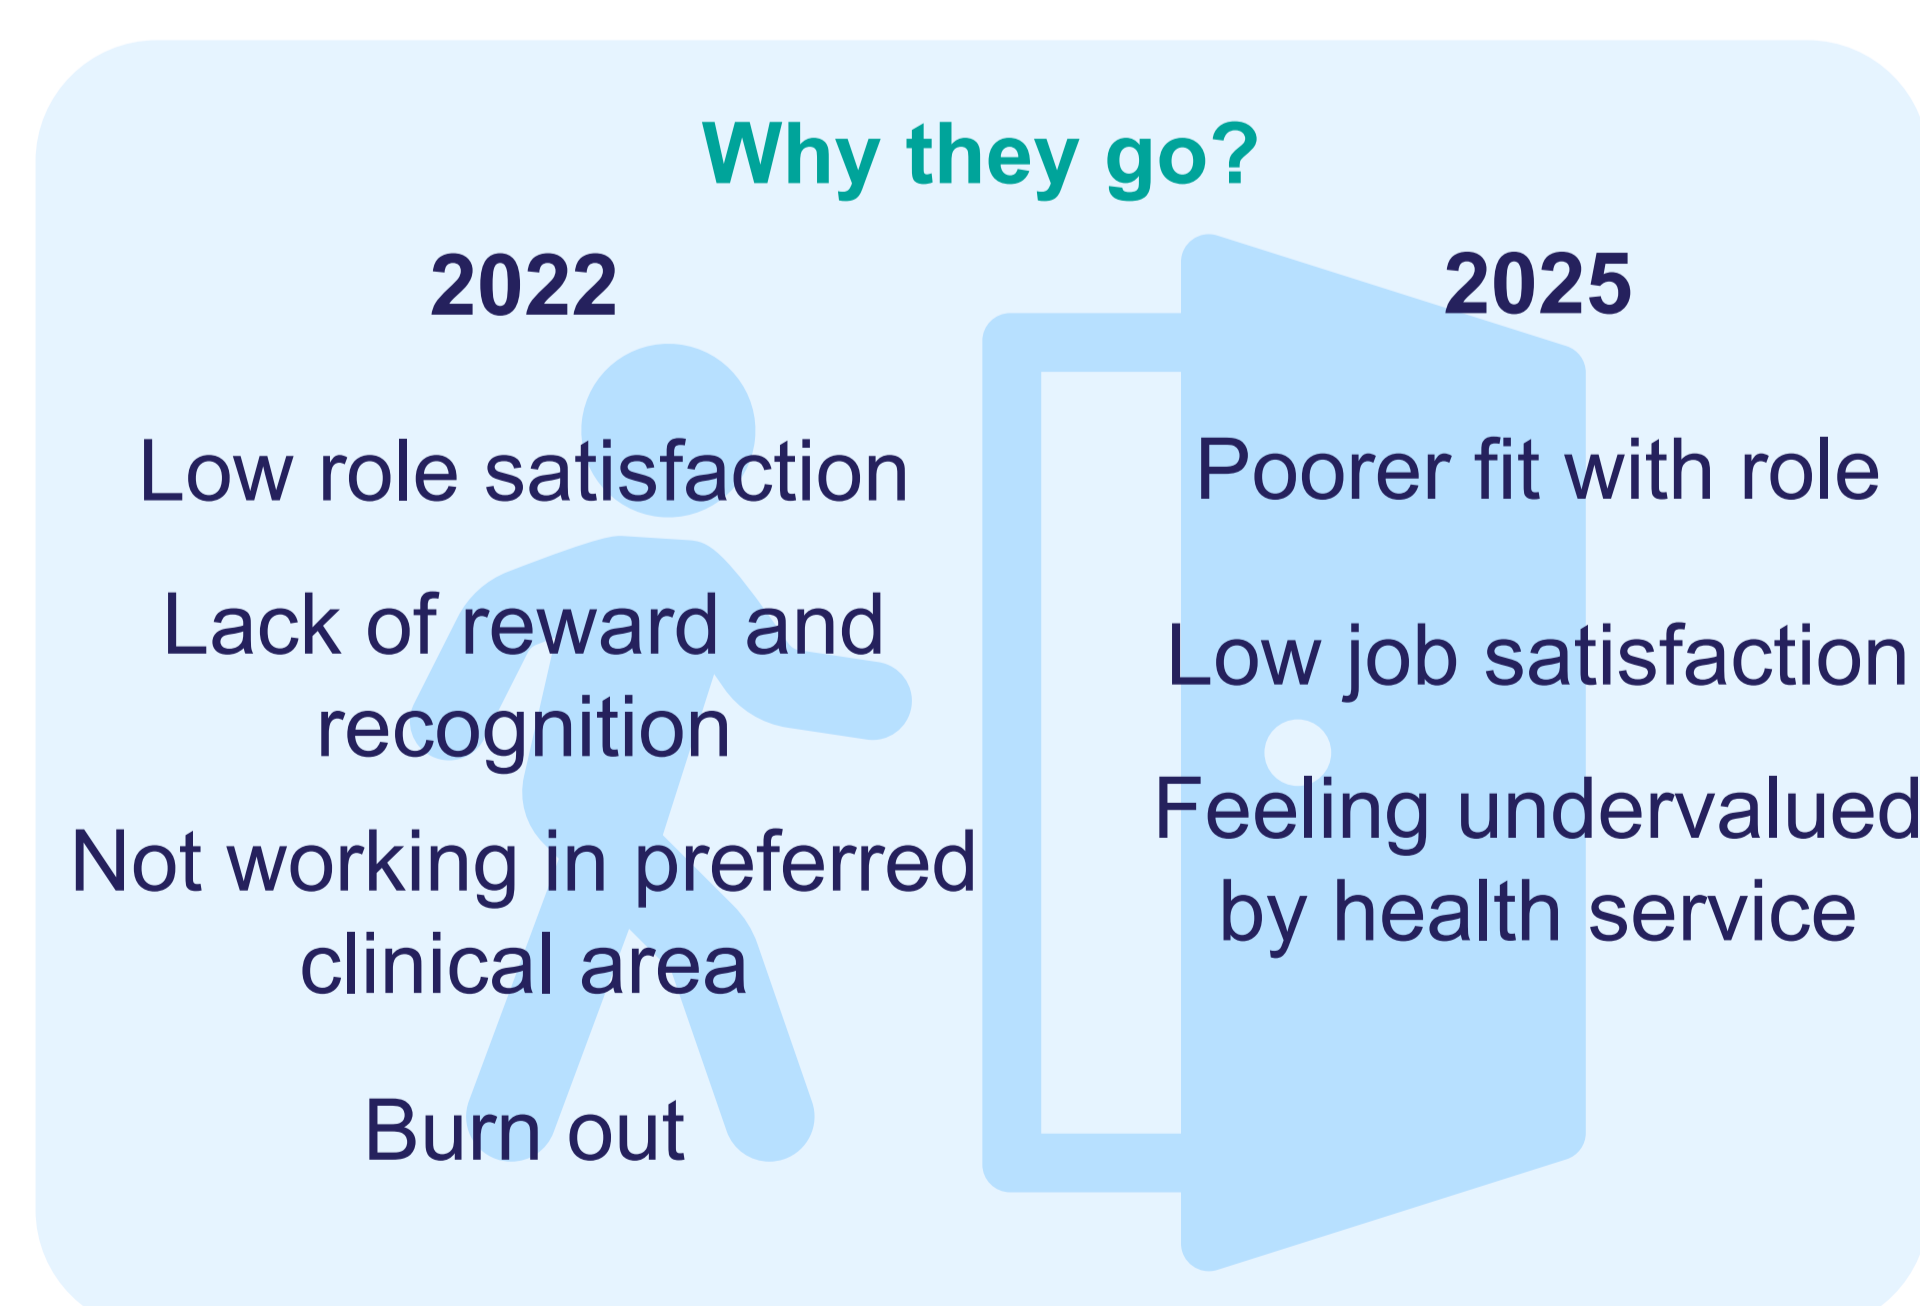 Why they go?
2022
Low role satisfaction
Lack of reward and
recognition
Not working in preferred
clinical area
Burn out
2025
Poorer fit with role
Low job satisfaction
Feeling undervalued
by health service